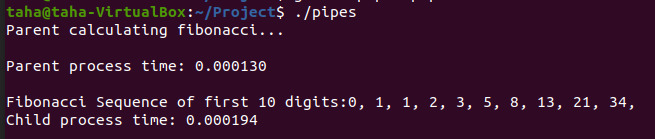 taha@taha-VirtualBox:~/Project$ ./pipes
Parent calculating fibonacci...
Parent process time: 0.000130
Fibonacci Sequence of first 10 digits:0, 1, 1, 2, 3, 5, 8, 13, 21, 34,
Child process time: 0.000194